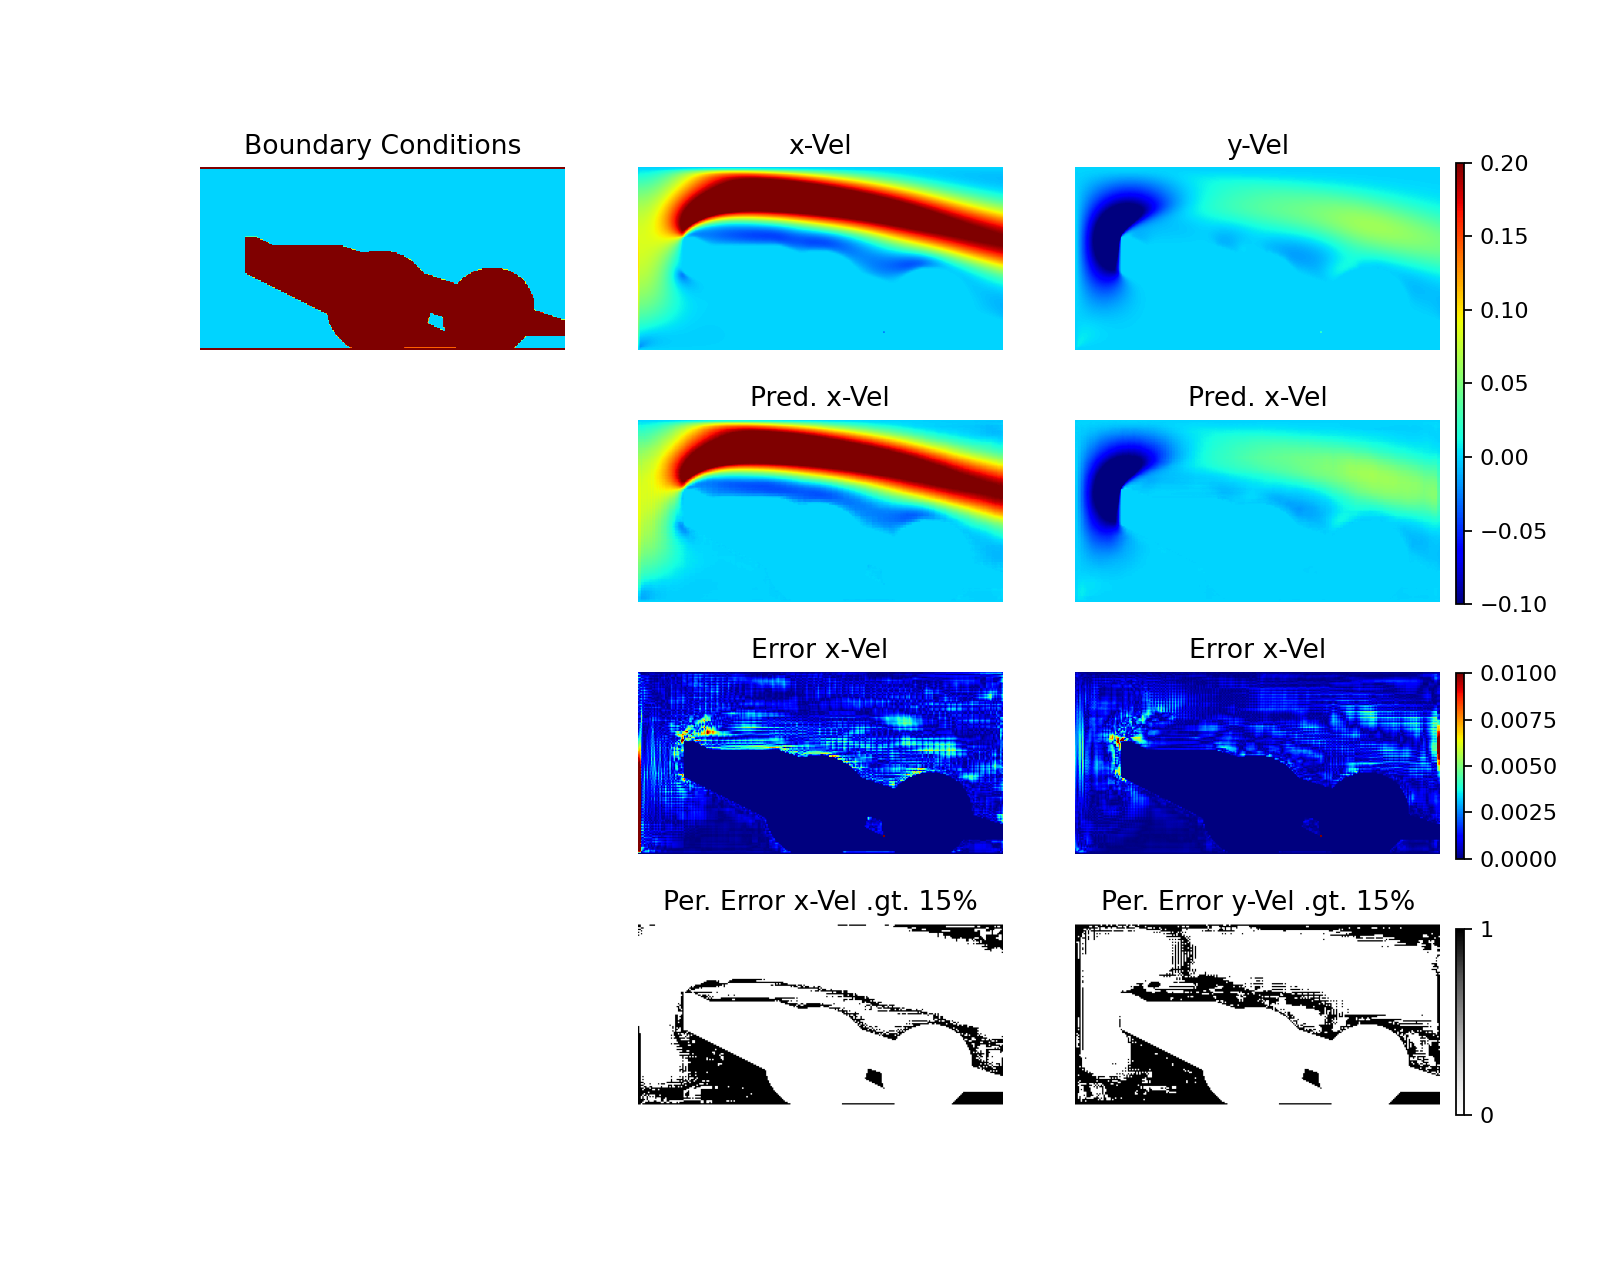 Boundary Conditions
x-Vel
y-Vel
0.20
0.15
0.10
0.05
0.00
−0.05
−0.10
Pred. x-Vel
Pred. x-Vel
Error x-Vel
Error x-Vel
0.0100
0.0075
0.0050
0.0025
0.0000
Per. Error x-Vel .gt. 15%
Per. Error y-Vel .gt. 15%
1
0